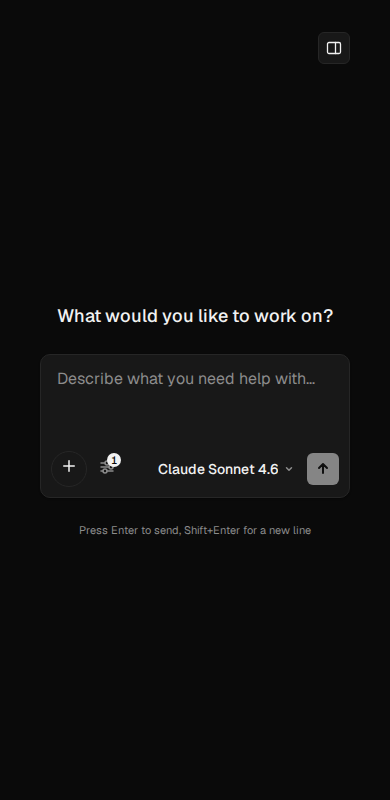 What would you like to work on?
Describe what you need help with...
1
Claude Sonnet 4.6
Press Enter to send, Shift+Enter for a new line